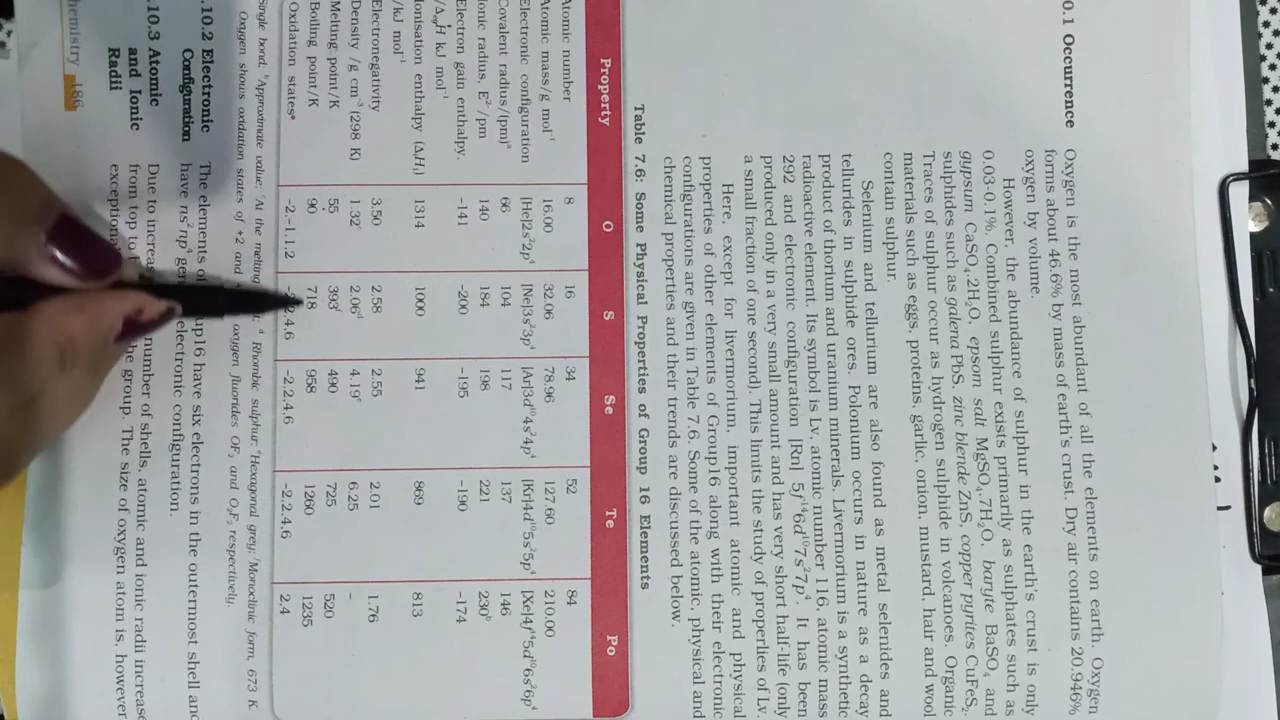 0.1 Occurrence
Oxygen is the most abundant of all the elements on earth. Oxygen
forms about 46.6% by mass of earth's crust. Dry air contains 20.946%
oxygen by volume.
However, the abundance of sulphur in the earth's crust is only
0.03-0.1%. Combined sulphur exists primarily as sulphates such as
gypsum CaSO₄.2H₂O, epsom salt MgSO₄.7H₂O, baryte BaSO₄ and
sulphides such as galena PbS, zinc blende ZnS, copper pyrites CuFeS₂.
Traces of sulphur occur as hydrogen sulphide in volcanoes. Organic
materials such as eggs, proteins, garlic, onion, mustard, hair and wool
contain sulphur.
Selenium and tellurium are also found as metal selenides and
tellurides in sulphide ores. Polonium occurs in nature as a decay
product of thorium and uranium minerals. Livermorium is a synthetic
radioactive element. Its symbol is Lv, atomic number 116, atomic mass
292 and electronic configuration [Rn] 5f¹⁴6d¹⁰7s²7p⁴. It has been
produced only in a very small amount and has very short half-life (only
a small fraction of one second). This limits the study of properties of Lv.
Here, except for livermorium, important atomic and physical
properties of other elements of Group16 along with their electronic
configurations are given in Table 7.6. Some of the atomic, physical and
chemical properties and their trends are discussed below.
Table 7.6: Some Physical Properties of Group 16 Elements
Property O S Se Te Po
Atomic number 8 16 34 52 84
Atomic mass/g mol⁻¹ 16.00 32.06 78.96 127.60 210.00
Electronic configuration [He]2s²2p⁴ [Ne]3s²3p⁴ [Ar]3d¹⁰4s²4p⁴ [Kr]4d¹⁰5s²5p⁴ [Xe]4f¹⁴5d¹⁰6s²6p⁴
Covalent radius/(pm)ᵃ 66 104 117 137 146
Ionic radius, E²⁻/pm 140 184 198 221 230ᵇ
Electron gain enthalpy, -141 -200 -195 -190 -174
/ΔegH kJ mol⁻¹
Ionisation enthalpy (ΔᵢH₁) 1314 1000 941 869 813
/kJ mol⁻¹
Electronegativity 3.50 2.58 2.55 2.01 1.76
Density /g cm⁻³ (298 K) 1.32ᶜ 2.06ᵈ 4.19ᵉ 6.25 –
Melting point/K 55 393ᶠ 490 725 520
Boiling point/K 90 718 958 1260 1235
Oxidation states* -2,-1,1,2 2,4,6 -2,2,4,6 -2,2,4,6 2,4
Single bond, ᵇApproximate value; ᶜAt the melting ᵈ Rhombic sulphur; ᵉHexagonal grey; ᶠMonoclinic form, 673 K.
Oxygen shows oxidation states of +2 and oxygen fluorides OF₂ and O₂F₂ respectively.
.10.2 Electronic The elements of up16 have six electrons in the outermost shell and
Configuration have ns²np⁴ electronic configuration.
.10.3 Atomic Due to increas number of shells, atomic and ionic radii increase
and Ionic from top to he group. The size of oxygen atom is, however
Radii exceptiona
hemistry 186